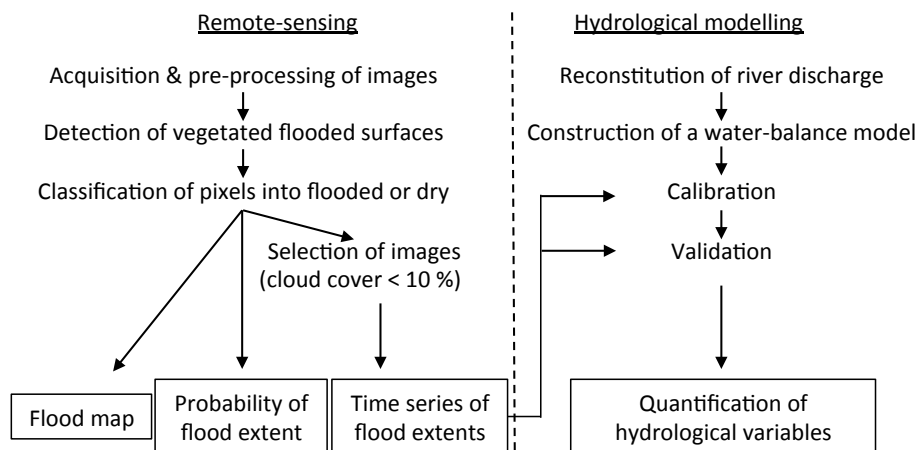 Remote-sensing
Acquisition & pre-processing of images
Detection of vegetated flooded surfaces
Classification of pixels into flooded or dry
Selection of images
(cloud cover < 10 %)
Flood map
Probability of
flood extent
Time series of
flood extents
Hydrological modelling
Reconstitution of river discharge
Construction of a water-balance model
Calibration
Validation
Quantification of
hydrological variables